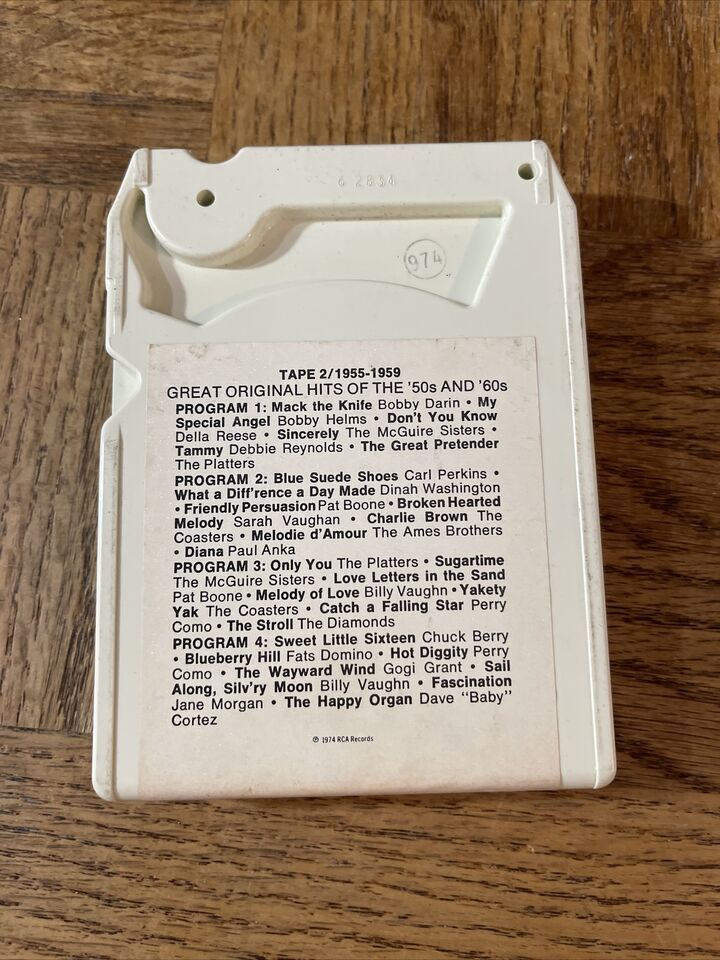 6 2834
974
TAPE 2/1955-1959
GREAT ORIGINAL HITS OF THE '50s AND '60s
PROGRAM 1: Mack the Knife Bobby Darin • My
Special Angel Bobby Helms • Don't You Know
Della Reese • Sincerely The McGuire Sisters •
Tammy Debbie Reynolds • The Great Pretender
The Platters
PROGRAM 2: Blue Suede Shoes Carl Perkins •
What a Diff'rence a Day Made Dinah Washington
• Friendly Persuasion Pat Boone • Broken Hearted
Melody Sarah Vaughan • Charlie Brown The
Coasters • Melodie d'Amour The Ames Brothers
• Diana Paul Anka
PROGRAM 3: Only You The Platters • Sugartime
The McGuire Sisters • Love Letters in the Sand
Pat Boone • Melody of Love Billy Vaughn • Yakety
Yak The Coasters • Catch a Falling Star Perry
Como • The Stroll The Diamonds
PROGRAM 4: Sweet Little Sixteen Chuck Berry
• Blueberry Hill Fats Domino • Hot Diggity Perry
Como • The Wayward Wind Gogi Grant • Sail
Along, Silv'ry Moon Billy Vaughn • Fascination
Jane Morgan • The Happy Organ Dave "Baby"
Cortez
℗ 1974 RCA Records